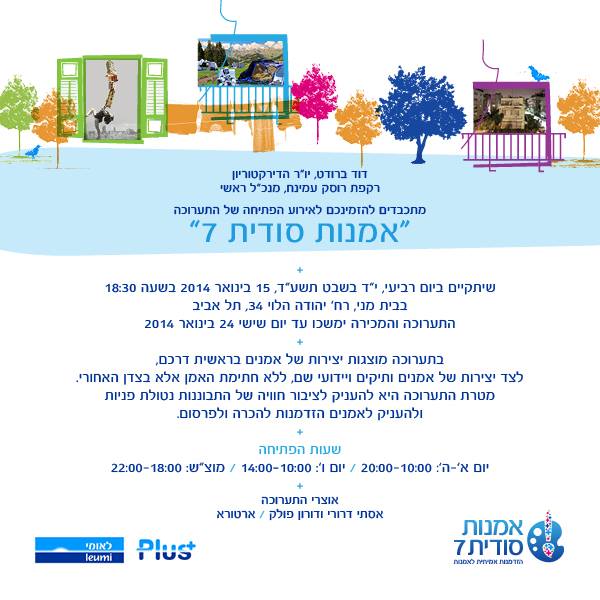 דוד ברודט, יו"ר הדירקטוריון
רקפת רוסק עמינח, מנכ"ל ראשי
מתכבדים להזמינכם לאירוע הפתיחה של התערוכה
"אמנות סודית 7"
+
שיתקיים ביום רביעי, י"ד בשבט תשע"ד, 15 בינואר 2014 בשעה 18:30
בבית מני, רח' יהודה הלוי 34, תל אביב
התערוכה והמכירה ימשכו עד יום שישי 24 בינואר 2014
+
בתערוכה מוצגות יצירות של אמנים בראשית דרכם,
לצד יצירות של אמנים ותיקים ויידועי שם, ללא חתימת האמן אלא בצדן האחורי.
מטרת התערוכה היא להעניק לציבור חוויה של התבוננות נטולת פניות
ולהעניק לאמנים הזדמנות להכרה ולפרסום.
+
שעות הפתיחה
יום א'-ה': 20:00-10:00 / יום ו': 14:00-10:00 / מוצ"ש: 22:00-18:00
+
אוצרי התערוכה
אסתי דרורי ודורון פולק / ארטורא
אמנות
סודית 7
הזדמנות אמיתית לאמנות
Plus+
לאומי
leumi